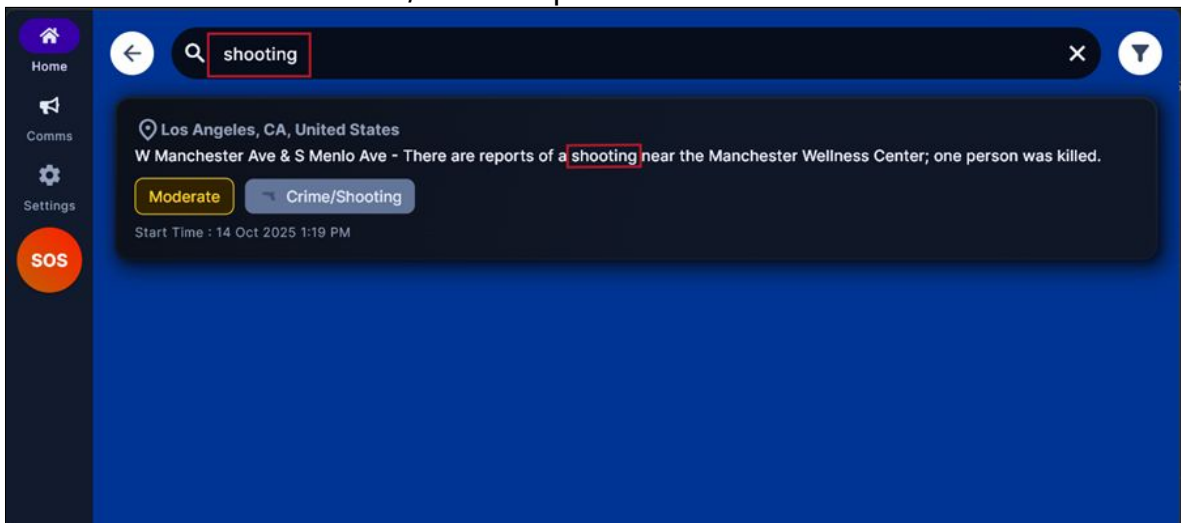 Home
Comms
Settings
SOS
shooting
Los Angeles, CA, United States
W Manchester Ave & S Menlo Ave - There are reports of a shooting near the Manchester Wellness Center; one person was killed.
Moderate
Crime/Shooting
Start Time : 14 Oct 2025 1:19 PM